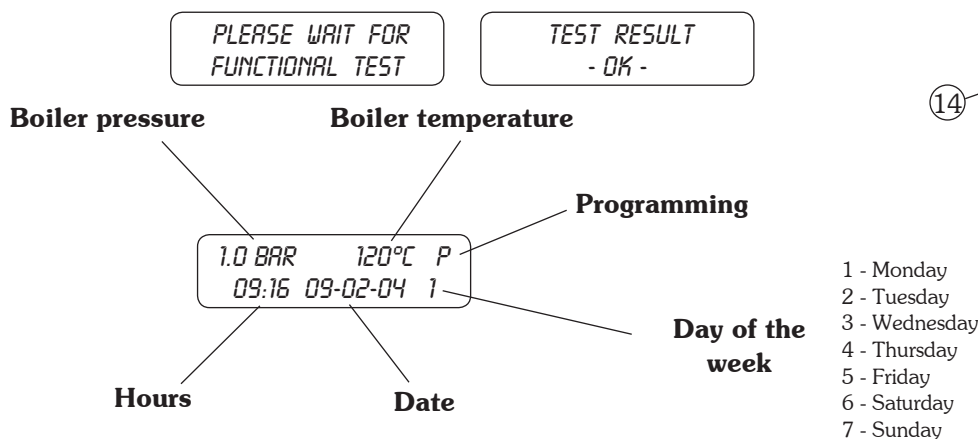 PLEASE WAIT FOR
FUNCTIONAL TEST
TEST RESULT
- OK -
14
Boiler pressure
Boiler temperature
Programming
1.0 BAR 120°C P
09:16 09-02-04 1
Day of the
week
Hours
Date
1 - Monday
2 - Tuesday
3 - Wednesday
4 - Thursday
5 - Friday
6 - Saturday
7 - Sunday